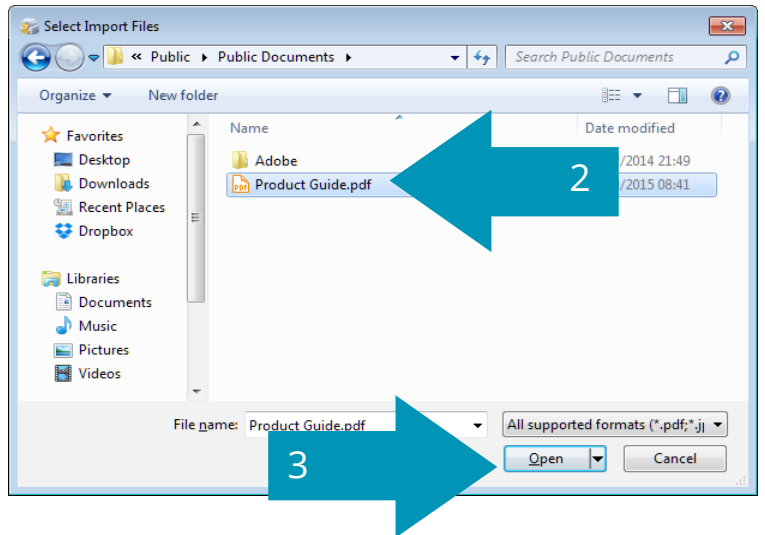 Select Import Files
« Public ▸ Public Documents ▸
Search Public Documents
Organize
New folder
Name
Date modified
Favorites
Desktop
Downloads
Recent Places
Dropbox
Libraries
Documents
Music
Pictures
Videos
Adobe
/2014 21:49
PDF
Product Guide.pdf
/2015 08:41
2
File name: Product Guide.pdf
All supported formats (*.pdf;*.j
3
Open
Cancel